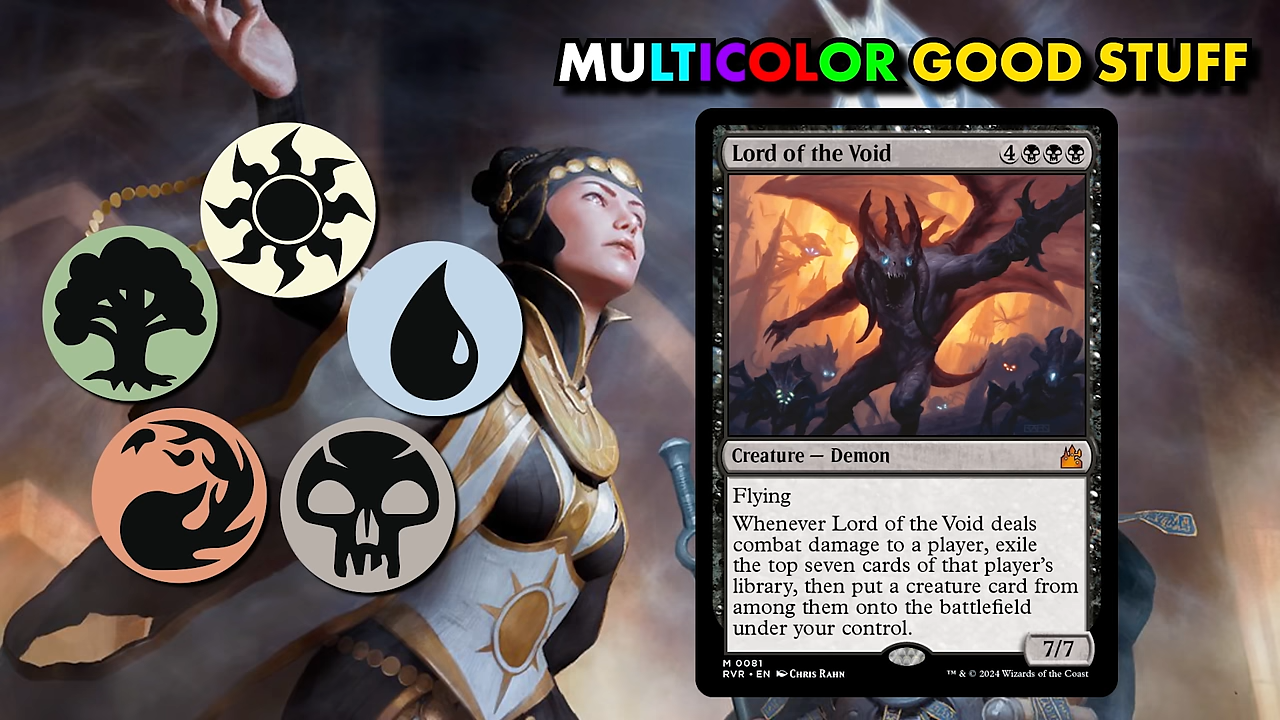 MULTICOLOR GOOD STUFF
Lord of the Void 4
Creature — Demon
Flying
Whenever Lord of the Void deals
combat damage to a player, exile
the top seven cards of that player's
library, then put a creature card from
among them onto the battlefield
under your control.
7/7
M 0081
RVR • EN Chris Rahn
™ & © 2024 Wizards of the Coast